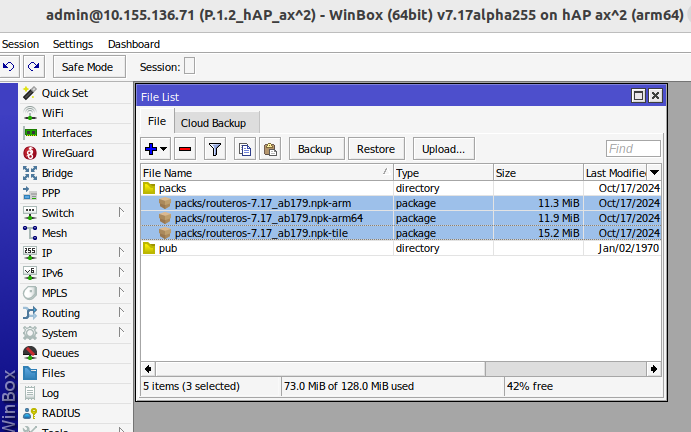 admin@10.155.136.71 (P.1.2_hAP_ax^2) - WinBox (64bit) v7.17alpha255 on hAP ax^2 (arm64)
Session Settings Dashboard
Safe Mode Session:
Quick Set
WiFi
Interfaces
WireGuard
Bridge
PPP
Switch
Mesh
IP
IPv6
MPLS
Routing
System
Queues
Files
Log
RADIUS
Tools
WinBox
File List
File Cloud Backup
Backup Restore Upload... Find
File Name / Type Size Last Modifie
packs directory Oct/17/2024
packs/routeros-7.17_ab179.npk-arm package 11.3 MiB Oct/17/2024
packs/routeros-7.17_ab179.npk-arm64 package 11.9 MiB Oct/17/2024
packs/routeros-7.17_ab179.npk-tile package 15.2 MiB Oct/17/2024
pub directory Jan/02/1970
5 items (3 selected) 73.0 MiB of 128.0 MiB used 42% free